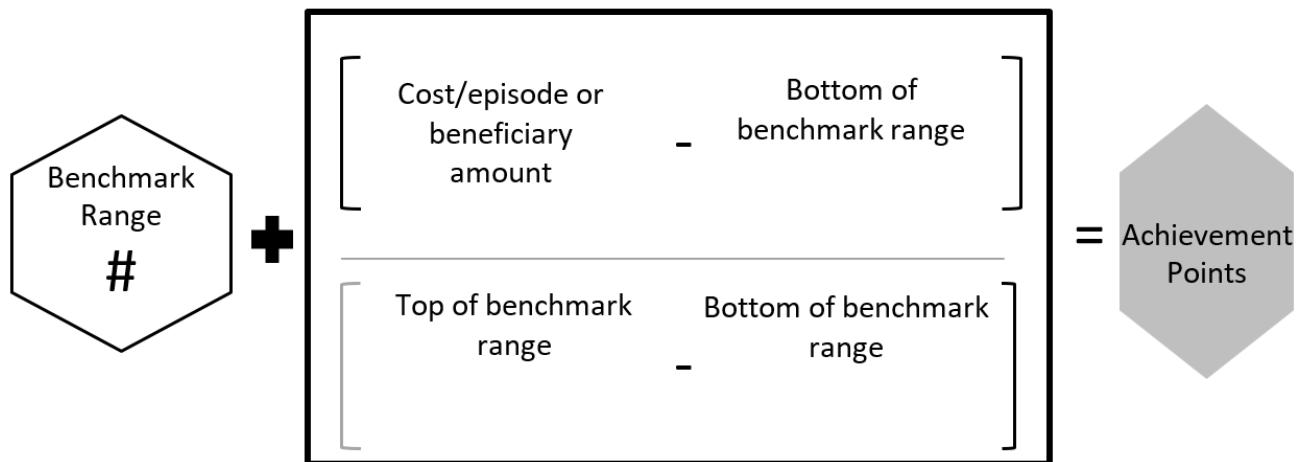 Benchmark
Range
#
+
Cost/episode or
beneficiary
amount
-
Bottom of
benchmark range
Top of benchmark
range
-
Bottom of benchmark
range
=
Achievement
Points